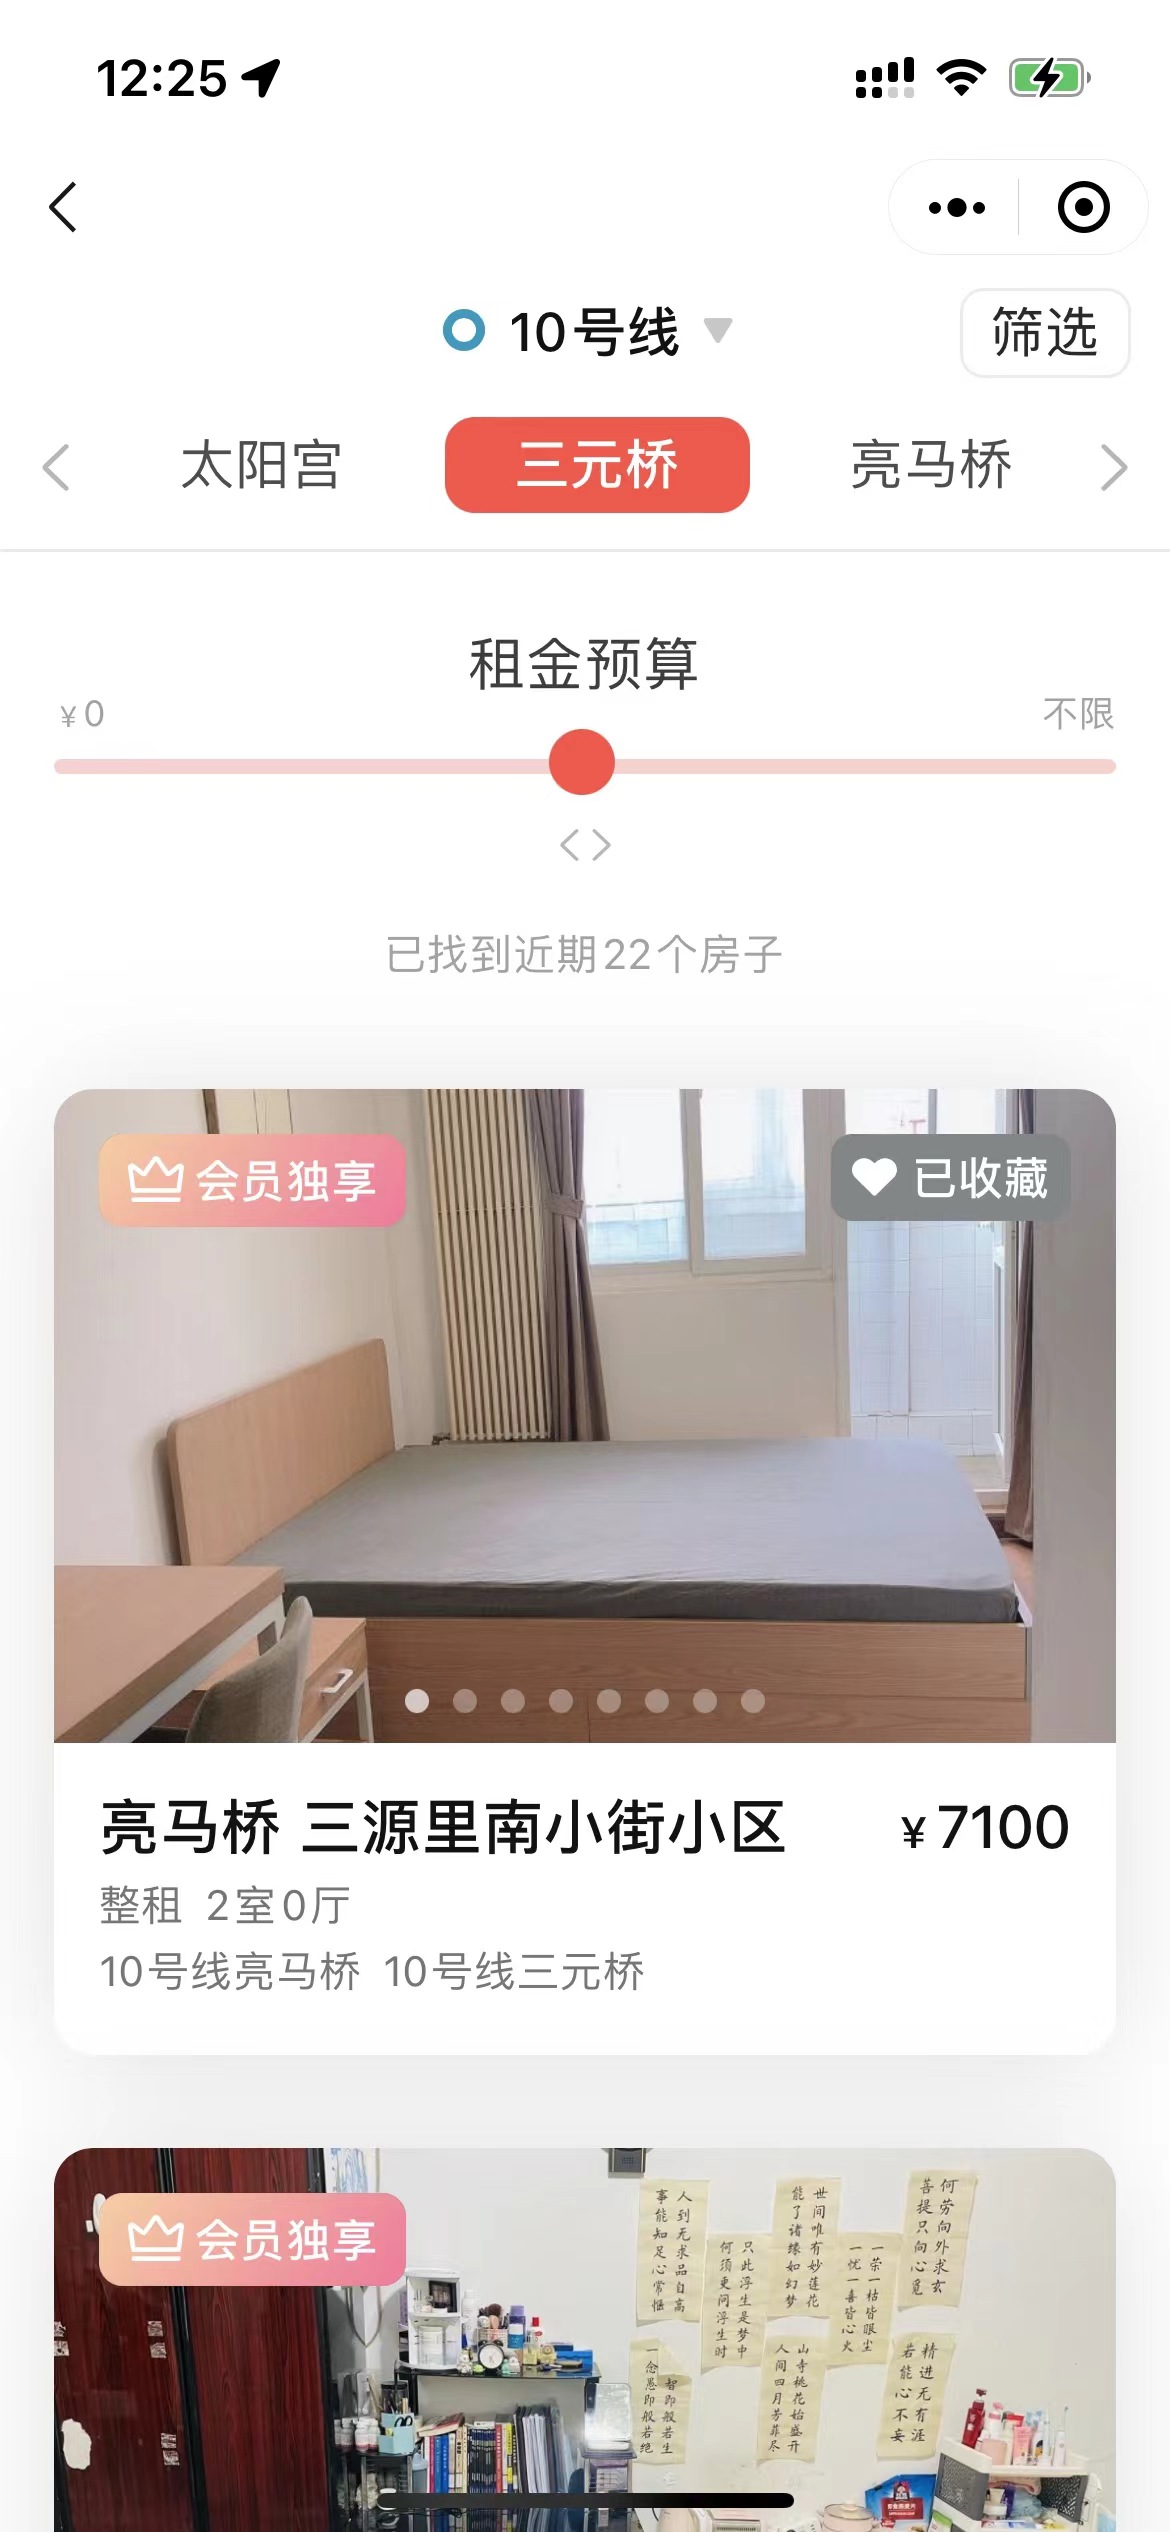 12:25
10号线
筛选
太阳宫
三元桥
亮马桥
租金预算
¥0
不限
已找到近期22个房子
会员独享
已收藏
亮马桥 三源里南小街小区
¥7100
整租 2室0厅
10号线亮马桥 10号线三元桥
会员独享
人到无求品自高
事能知足心常惬
只此浮生是梦中
何须更问浮生时
世间唯有妙莲花
能了诸缘如幻梦
一荣一枯皆眼尘
一忧一喜皆心火
何劳向外求玄
菩提只向心觅
智即般若生
一念愚即般若绝
山寺桃花始盛开
人间四月芳菲尽
精进无有涯
若能心不妄